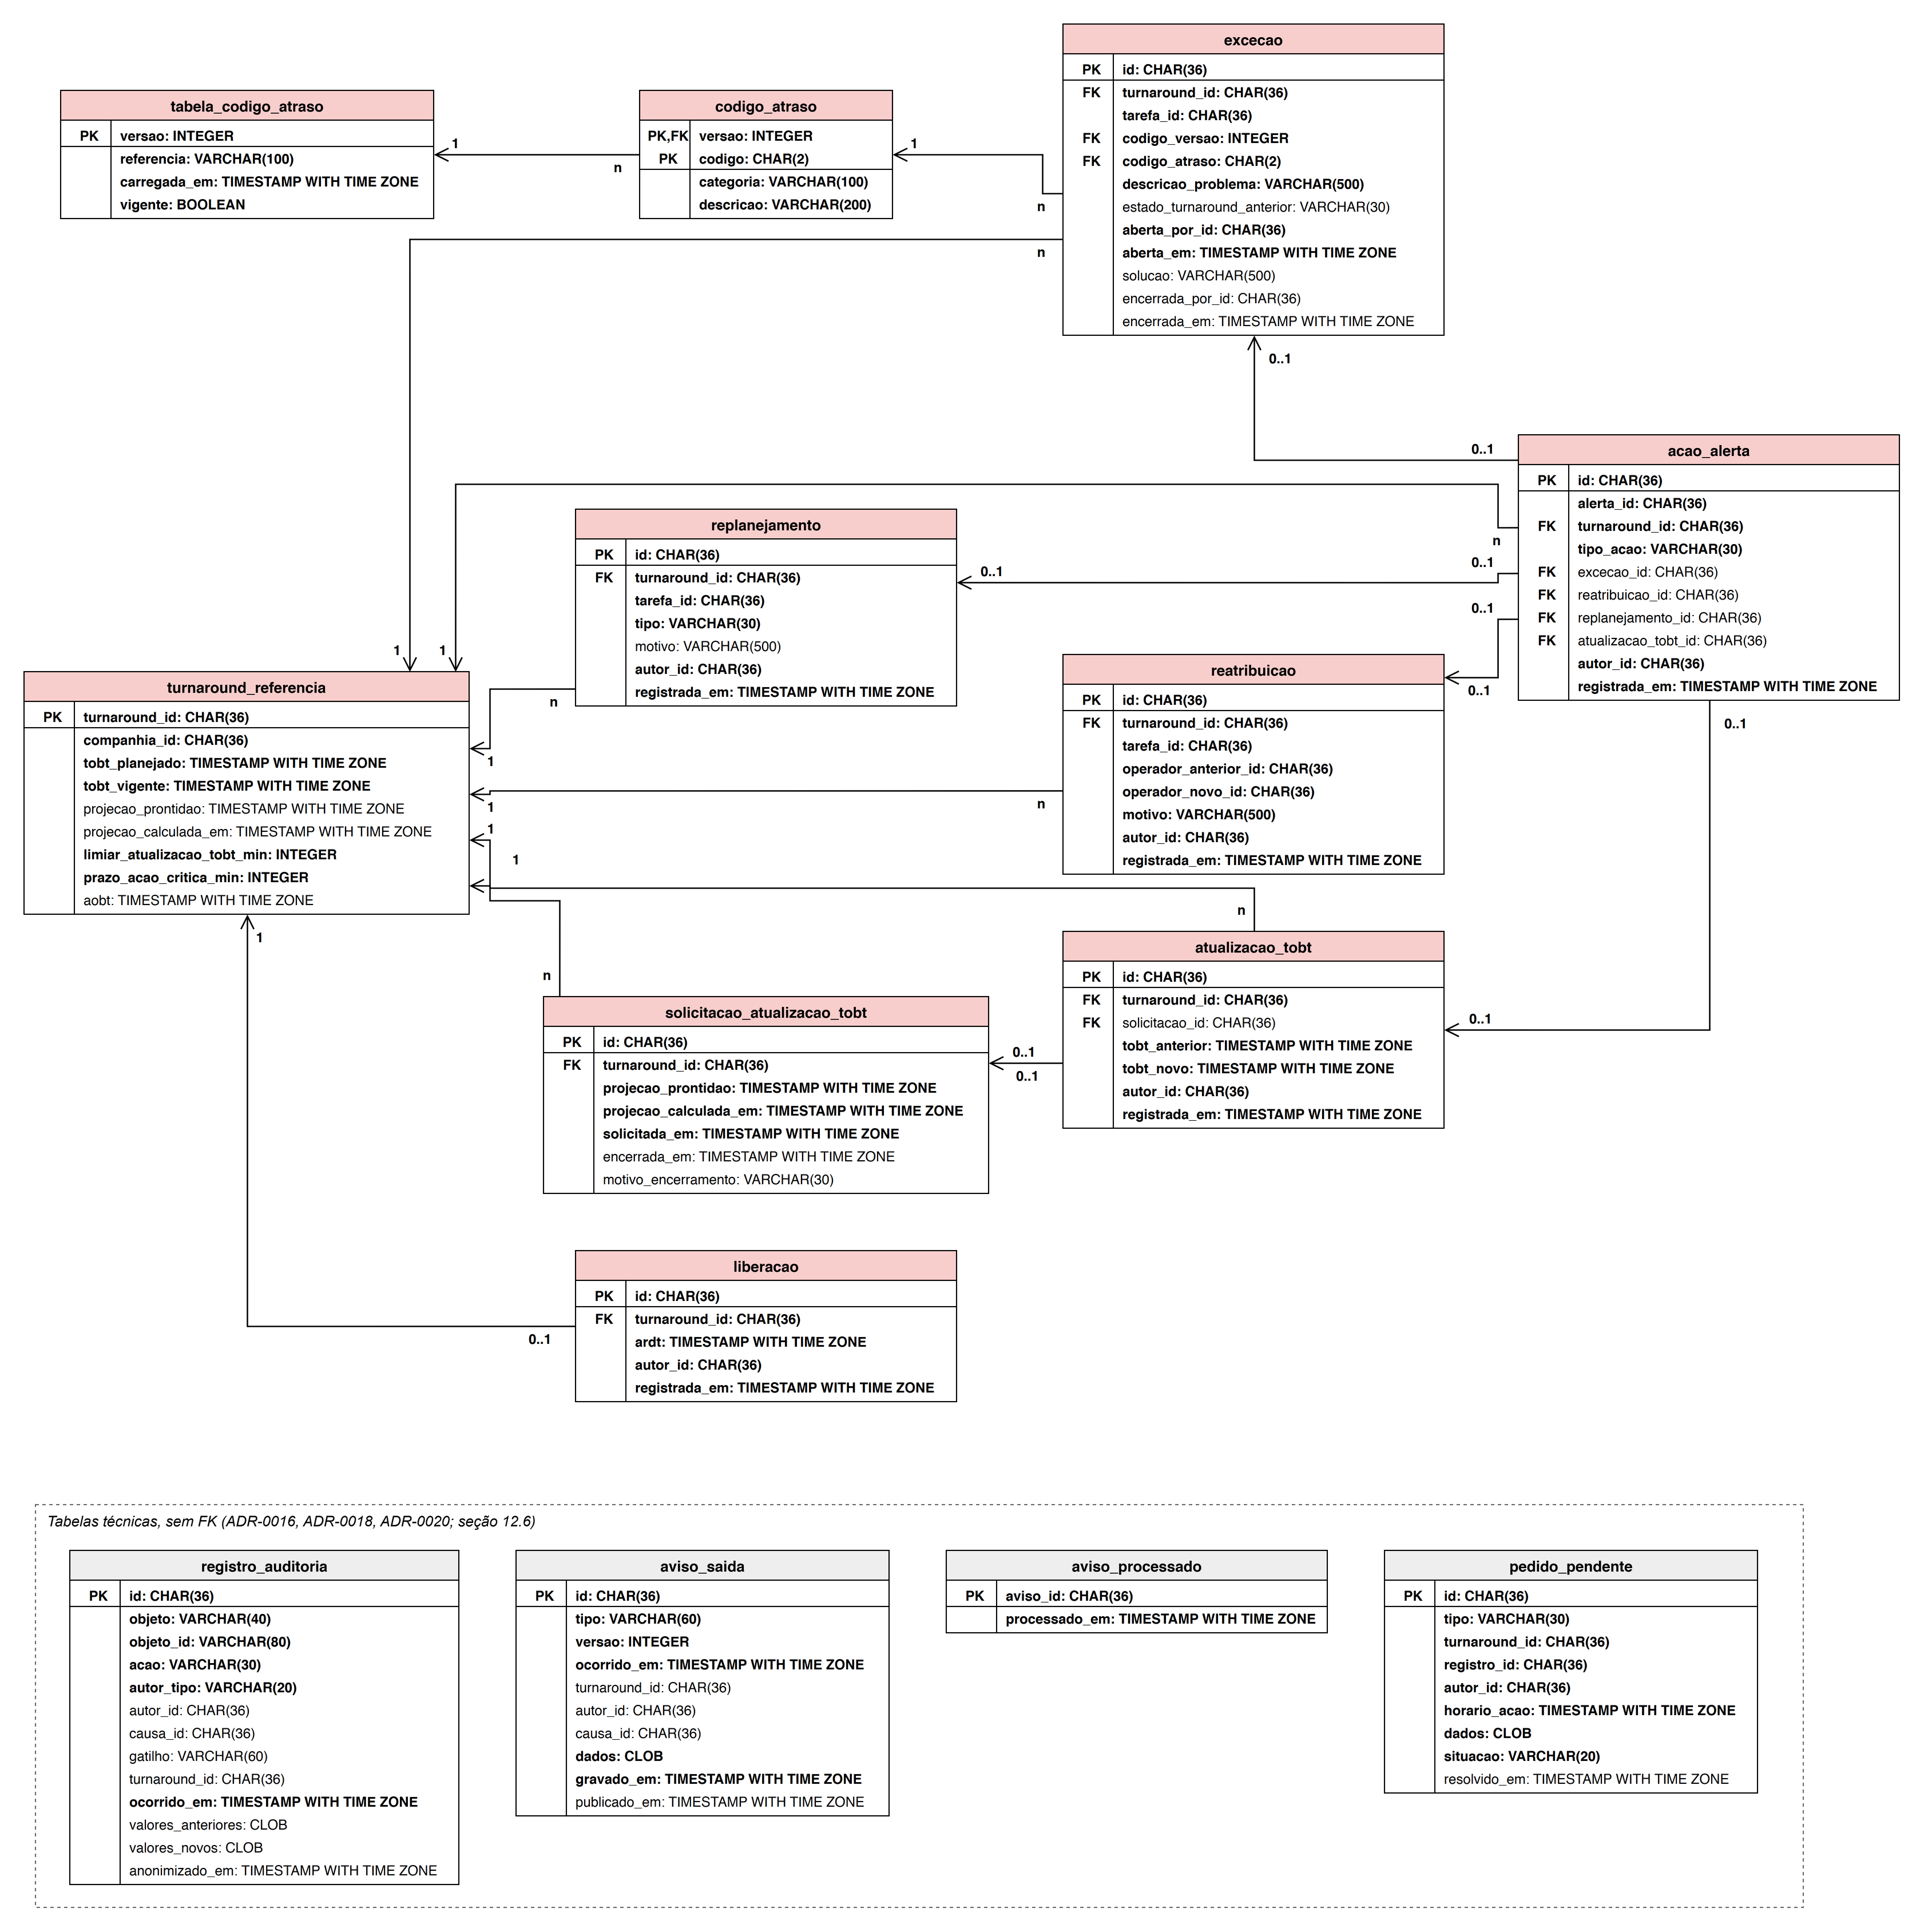 excecao
PK id: CHAR(36)
FK turnaround_id: CHAR(36)
tarefa_id: CHAR(36)
FK codigo_versao: INTEGER
FK codigo_atraso: CHAR(2)
descricao_problema: VARCHAR(500)
estado_turnaround_anterior: VARCHAR(30)
aberta_por_id: CHAR(36)
aberta_em: TIMESTAMP WITH TIME ZONE
solucao: VARCHAR(500)
encerrada_por_id: CHAR(36)
encerrada_em: TIMESTAMP WITH TIME ZONE
tabela_codigo_atraso
PK versao: INTEGER
referencia: VARCHAR(100)
carregada_em: TIMESTAMP WITH TIME ZONE
vigente: BOOLEAN
1
n
codigo_atraso
PK,FK versao: INTEGER
PK codigo: CHAR(2)
categoria: VARCHAR(100)
descricao: VARCHAR(200)
1
n
n
0..1
0..1
acao_alerta
PK id: CHAR(36)
alerta_id: CHAR(36)
FK turnaround_id: CHAR(36)
tipo_acao: VARCHAR(30)
FK excecao_id: CHAR(36)
FK reatribuicao_id: CHAR(36)
FK replanejamento_id: CHAR(36)
FK atualizacao_tobt_id: CHAR(36)
autor_id: CHAR(36)
registrada_em: TIMESTAMP WITH TIME ZONE
n
0..1
0..1
0..1
0..1
0..1
replanejamento
PK id: CHAR(36)
FK turnaround_id: CHAR(36)
tarefa_id: CHAR(36)
tipo: VARCHAR(30)
motivo: VARCHAR(500)
autor_id: CHAR(36)
registrada_em: TIMESTAMP WITH TIME ZONE
n
1
1
turnaround_referencia
PK turnaround_id: CHAR(36)
companhia_id: CHAR(36)
tobt_planejado: TIMESTAMP WITH TIME ZONE
tobt_vigente: TIMESTAMP WITH TIME ZONE
projecao_prontidao: TIMESTAMP WITH TIME ZONE
projecao_calculada_em: TIMESTAMP WITH TIME ZONE
limiar_atualizacao_tobt_min: INTEGER
prazo_acao_critica_min: INTEGER
aobt: TIMESTAMP WITH TIME ZONE
1
1
1
1
1
reatribuicao
PK id: CHAR(36)
FK turnaround_id: CHAR(36)
tarefa_id: CHAR(36)
operador_anterior_id: CHAR(36)
operador_novo_id: CHAR(36)
motivo: VARCHAR(500)
autor_id: CHAR(36)
registrada_em: TIMESTAMP WITH TIME ZONE
n
n
atualizacao_tobt
PK id: CHAR(36)
FK turnaround_id: CHAR(36)
FK solicitacao_id: CHAR(36)
tobt_anterior: TIMESTAMP WITH TIME ZONE
tobt_novo: TIMESTAMP WITH TIME ZONE
autor_id: CHAR(36)
registrada_em: TIMESTAMP WITH TIME ZONE
0..1
n
solicitacao_atualizacao_tobt
PK id: CHAR(36)
FK turnaround_id: CHAR(36)
projecao_prontidao: TIMESTAMP WITH TIME ZONE
projecao_calculada_em: TIMESTAMP WITH TIME ZONE
solicitada_em: TIMESTAMP WITH TIME ZONE
encerrada_em: TIMESTAMP WITH TIME ZONE
motivo_encerramento: VARCHAR(30)
0..1
0..1
liberacao
PK id: CHAR(36)
FK turnaround_id: CHAR(36)
ardt: TIMESTAMP WITH TIME ZONE
autor_id: CHAR(36)
registrada_em: TIMESTAMP WITH TIME ZONE
0..1
Tabelas técnicas, sem FK (ADR-0016, ADR-0018, ADR-0020; seção 12.6)
registro_auditoria
PK id: CHAR(36)
objeto: VARCHAR(40)
objeto_id: VARCHAR(80)
acao: VARCHAR(30)
autor_tipo: VARCHAR(20)
autor_id: CHAR(36)
causa_id: CHAR(36)
gatilho: VARCHAR(60)
turnaround_id: CHAR(36)
ocorrido_em: TIMESTAMP WITH TIME ZONE
valores_anteriores: CLOB
valores_novos: CLOB
anonimizado_em: TIMESTAMP WITH TIME ZONE
aviso_saida
PK id: CHAR(36)
tipo: VARCHAR(60)
versao: INTEGER
ocorrido_em: TIMESTAMP WITH TIME ZONE
turnaround_id: CHAR(36)
autor_id: CHAR(36)
causa_id: CHAR(36)
dados: CLOB
gravado_em: TIMESTAMP WITH TIME ZONE
publicado_em: TIMESTAMP WITH TIME ZONE
aviso_processado
PK aviso_id: CHAR(36)
processado_em: TIMESTAMP WITH TIME ZONE
pedido_pendente
PK id: CHAR(36)
tipo: VARCHAR(30)
turnaround_id: CHAR(36)
registro_id: CHAR(36)
autor_id: CHAR(36)
horario_acao: TIMESTAMP WITH TIME ZONE
dados: CLOB
situacao: VARCHAR(20)
resolvido_em: TIMESTAMP WITH TIME ZONE